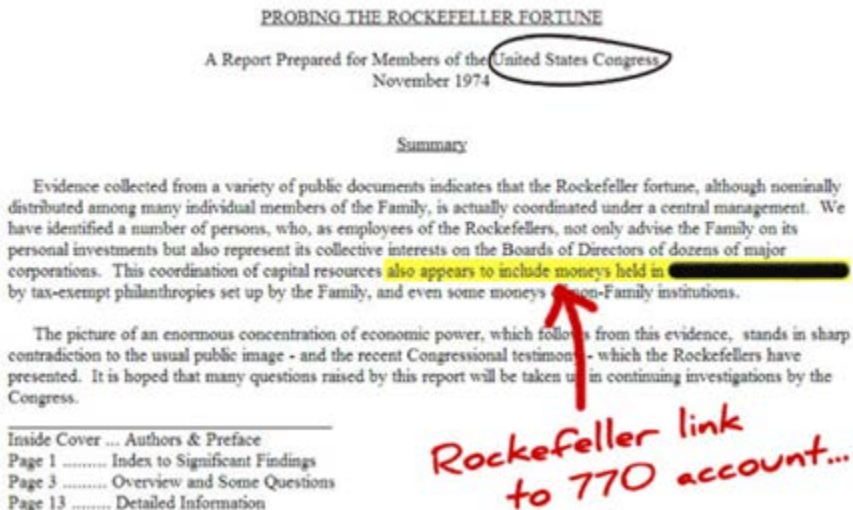 PROBING THE ROCKEFELLER FORTUNE
A Report Prepared for Members of the United States Congress
November 1974
Summary
Evidence collected from a variety of public documents indicates that the Rockefeller fortune, although nominally
distributed among many individual members of the Family, is actually coordinated under a central management. We
have identified a number of persons, who, as employees of the Rockefellers, not only advise the Family on its
personal investments but also represent its collective interests on the Boards of Directors of dozens of major
corporations. This coordination of capital resources also appears to include moneys held in
by tax-exempt philanthropies set up by the Family, and even some moneys non-Family institutions.
The picture of an enormous concentration of economic power, which follows from this evidence, stands in sharp
contradiction to the usual public image - and the recent Congressional testimony - which the Rockefellers have
presented. It is hoped that many questions raised by this report will be taken up in continuing investigations by the
Congress.
Inside Cover ... Authors & Preface
Page 1 ......... Index to Significant Findings
Page 3 ......... Overview and Some Questions
Page 13 ........ Detailed Information
Rockefeller link
to 770 account...